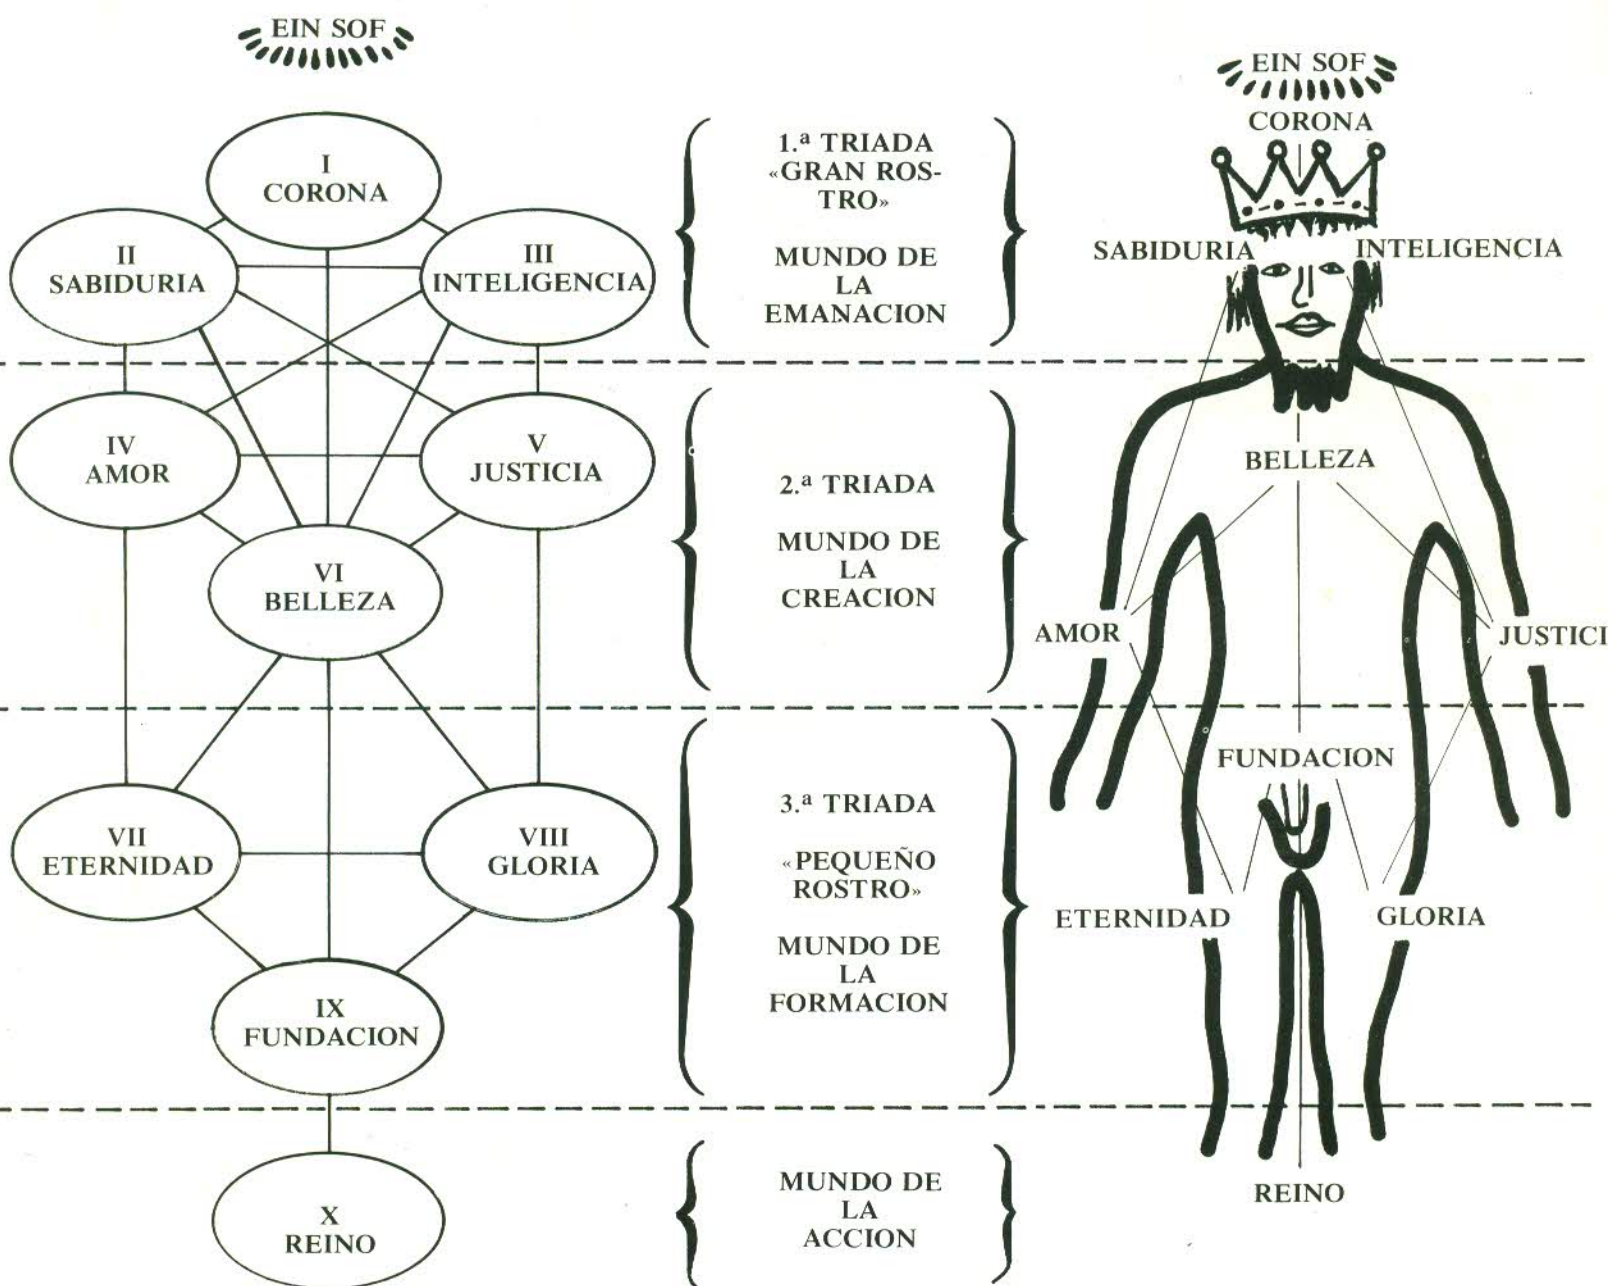 EIN SOF
I
CORONA
II
SABIDURIA
III
INTELIGENCIA
IV
AMOR
V
JUSTICIA
VI
BELLEZA
VII
ETERNIDAD
VIII
GLORIA
IX
FUNDACION
X
REINO
1.ª TRIADA
«GRAN ROS-
TRO»
MUNDO DE
LA
EMANACION
2.ª TRIADA
MUNDO DE
LA
CREACION
3.ª TRIADA
«PEQUEÑO
ROSTRO»
MUNDO DE
LA
FORMACION
MUNDO DE
LA
ACCION
EIN SOF
CORONA
SABIDURIA
INTELIGENCIA
BELLEZA
AMOR
JUSTICI
FUNDACION
ETERNIDAD
GLORIA
REINO